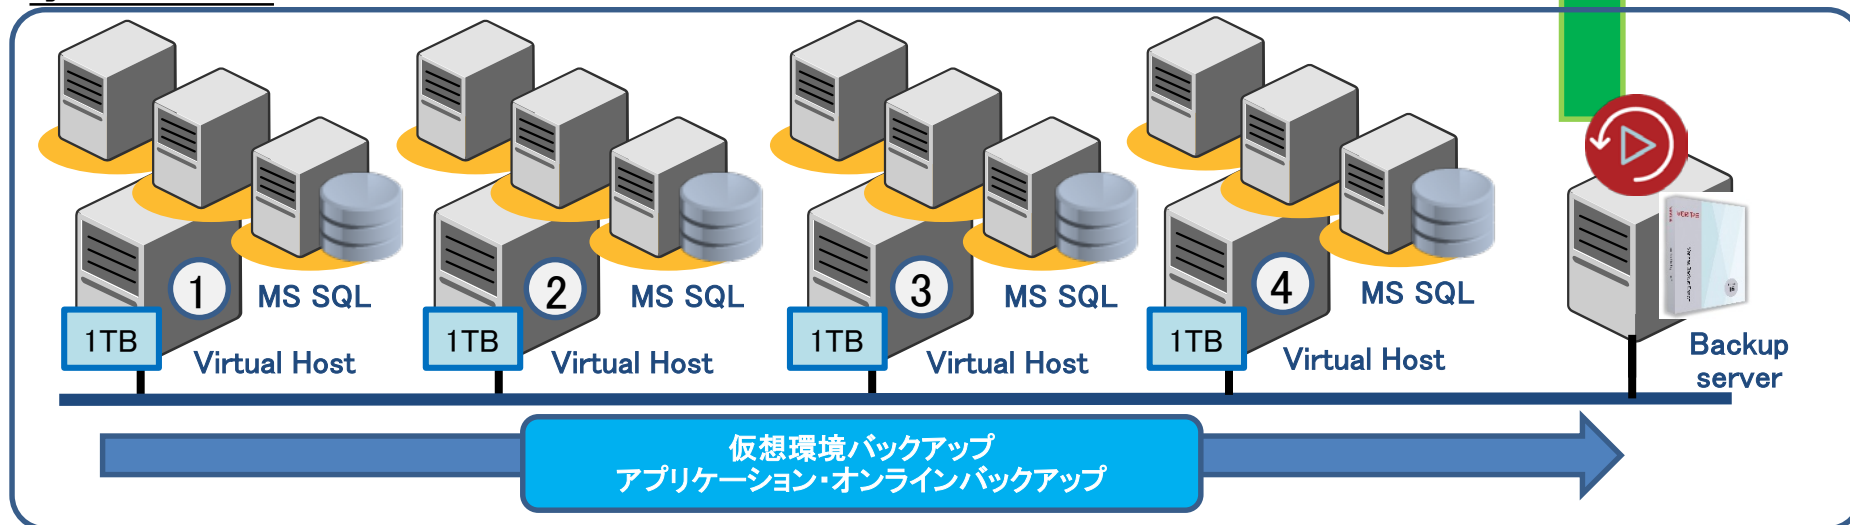 1
MS SQL
1TB
Virtual Host
2
MS SQL
1TB
Virtual Host
3
MS SQL
1TB
Virtual Host
4
MS SQL
1TB
Virtual Host
VERITAS
Backup
server
仮想環境バックアップ
アプリケーション・オンラインバックアップ